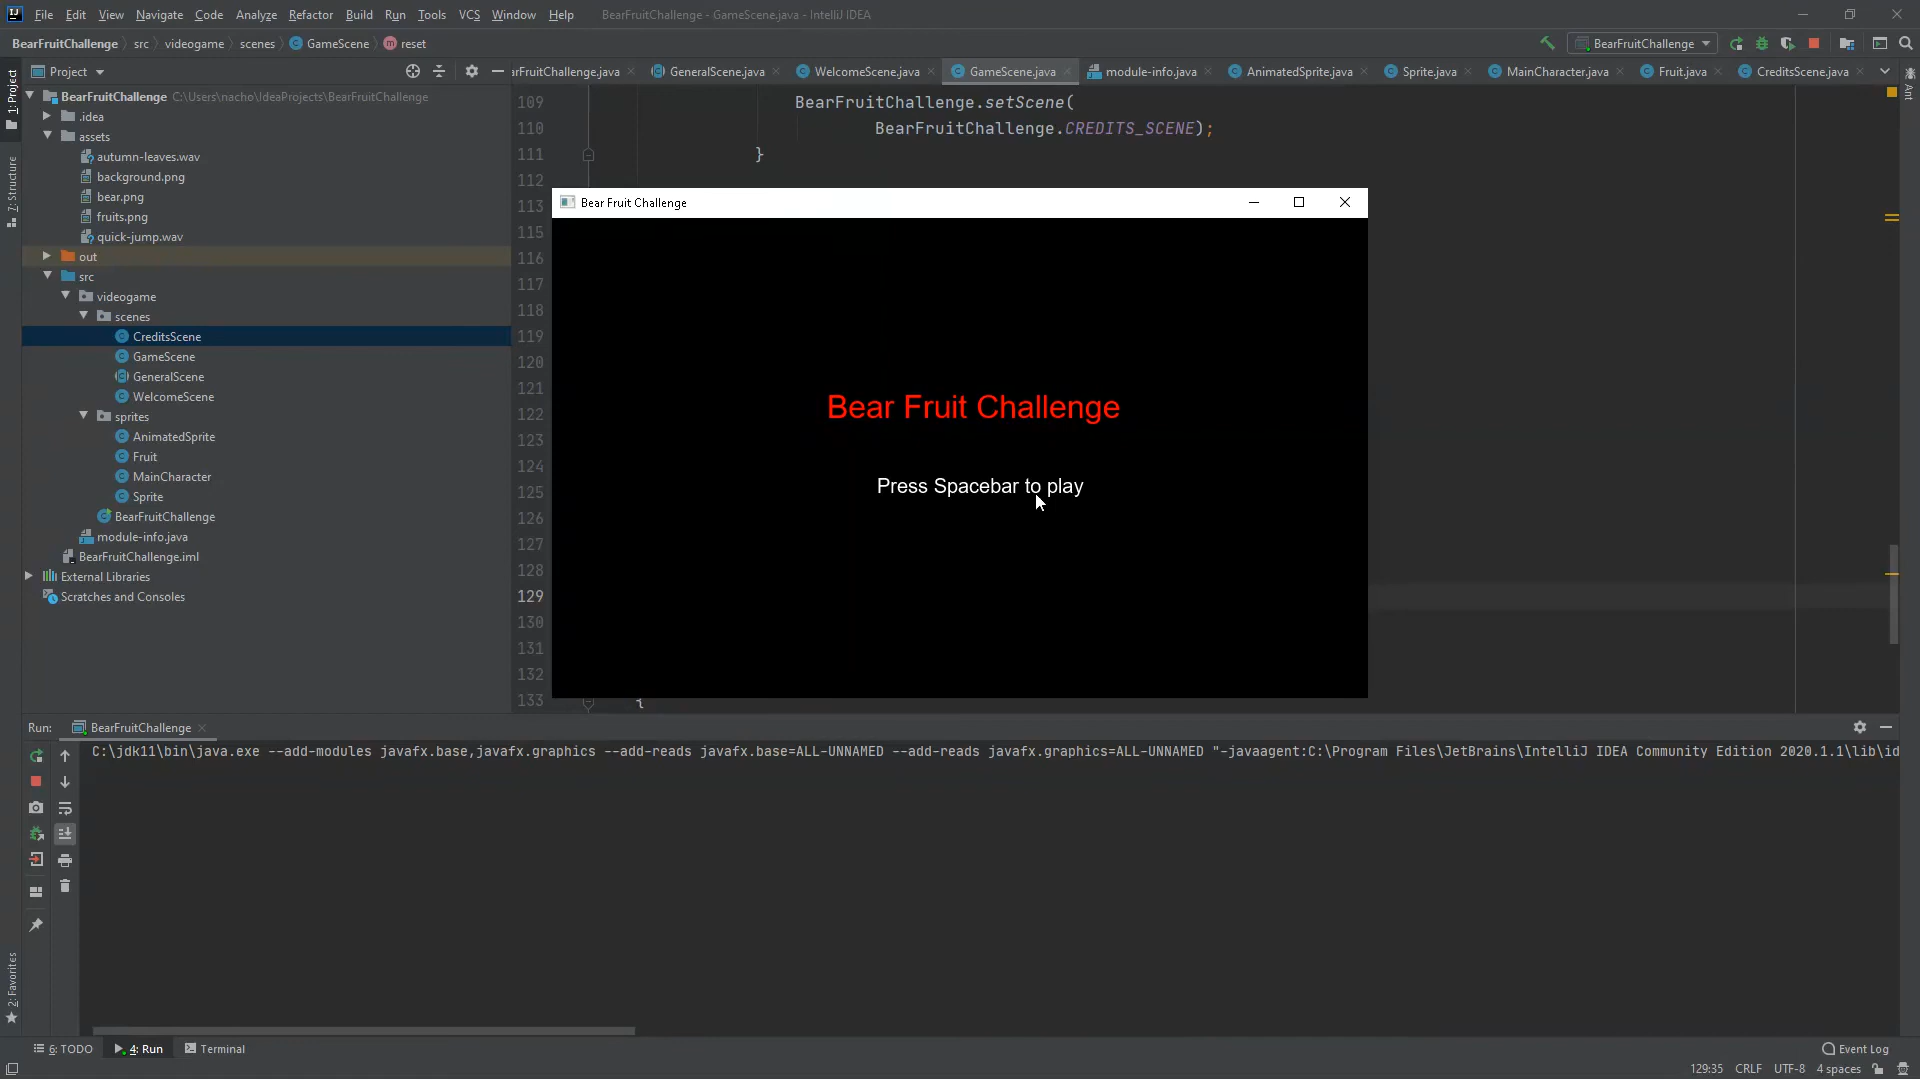 File Edit View Navigate Code Analyze Refactor Build Run Tools VCS Window Help BearFruitChallenge - GameScene.java - IntelliJ IDEA
BearFruitChallenge src videogame scenes GameScene reset BearFruitChallenge
1: Project
Project
arFruitChallenge.java GeneralScene.java WelcomeScene.java GameScene.java module-info.java AnimatedSprite.java Sprite.java MainCharacter.java Fruit.java CreditsScene.java
Ant
BearFruitChallenge C:\Users\nacho\IdeaProjects\BearFruitChallenge
.idea
assets
autumn-leaves.wav
background.png
bear.png
fruits.png
quick-jump.wav
out
src
videogame
scenes
CreditsScene
GameScene
GeneralScene
WelcomeScene
sprites
AnimatedSprite
Fruit
MainCharacter
Sprite
BearFruitChallenge
module-info.java
BearFruitChallenge.iml
External Libraries
Scratches and Consoles
7: Structure
109 BearFruitChallenge.setScene(
110 BearFruitChallenge.CREDITS_SCENE);
111 }
112
113
115
116
117
118
119
120
121
122
123
124
125
126
127
128
129
130
131
132
133 {
Bear Fruit Challenge
Bear Fruit Challenge
Press Spacebar to play
Run: BearFruitChallenge
C:\jdk11\bin\java.exe --add-modules javafx.base,javafx.graphics --add-reads javafx.base=ALL-UNNAMED --add-reads javafx.graphics=ALL-UNNAMED "-javaagent:C:\Program Files\JetBrains\IntelliJ IDEA Community Edition 2020.1.1\lib\id
2: Favorites
6: TODO 4: Run Terminal Event Log
129:35 CRLF UTF-8 4 spaces